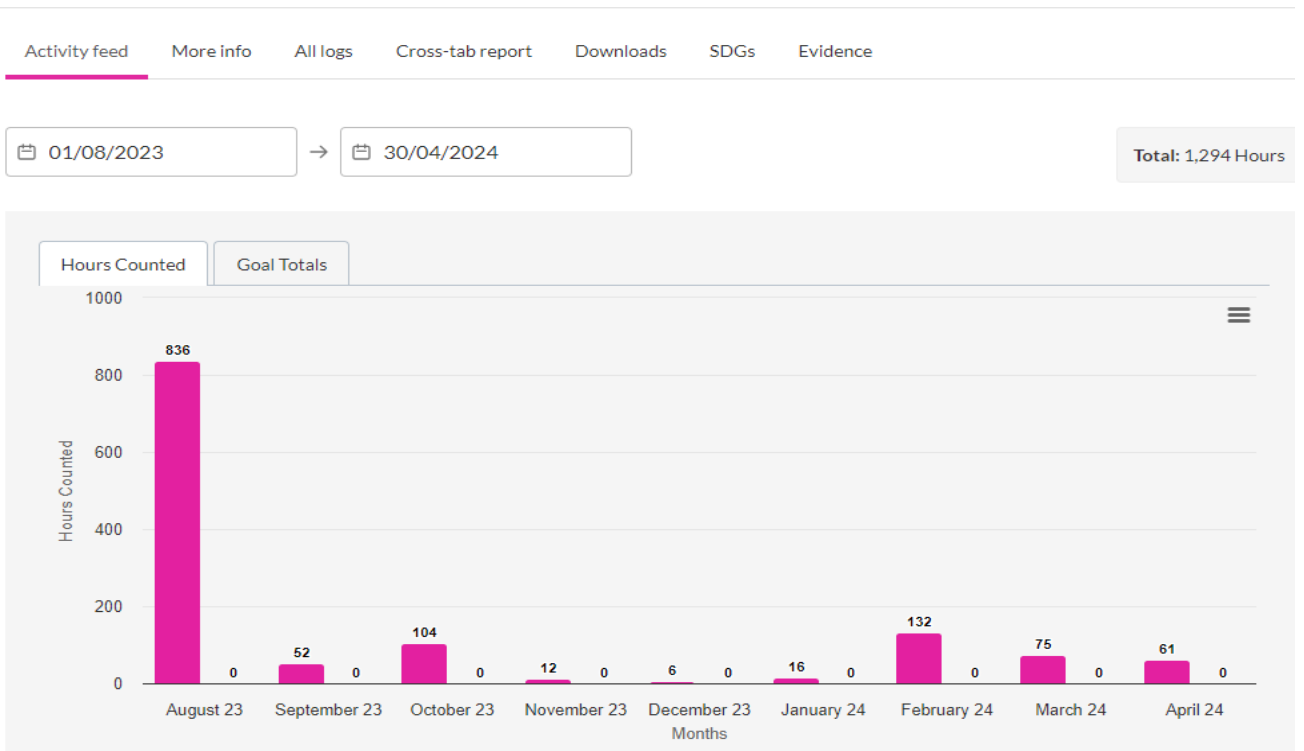 Activity feed More info All logs Cross-tab report Downloads SDGs Evidence
01/08/2023 → 30/04/2024 Total: 1,294 Hours
Hours Counted Goal Totals
1000
836
800
600
Hours Counted
400
200
132
104
75
61
52
12 6 16
0 0 0 0 0 0 0 0 0
0
August 23 September 23 October 23 November 23 December 23 January 24 February 24 March 24 April 24
Months